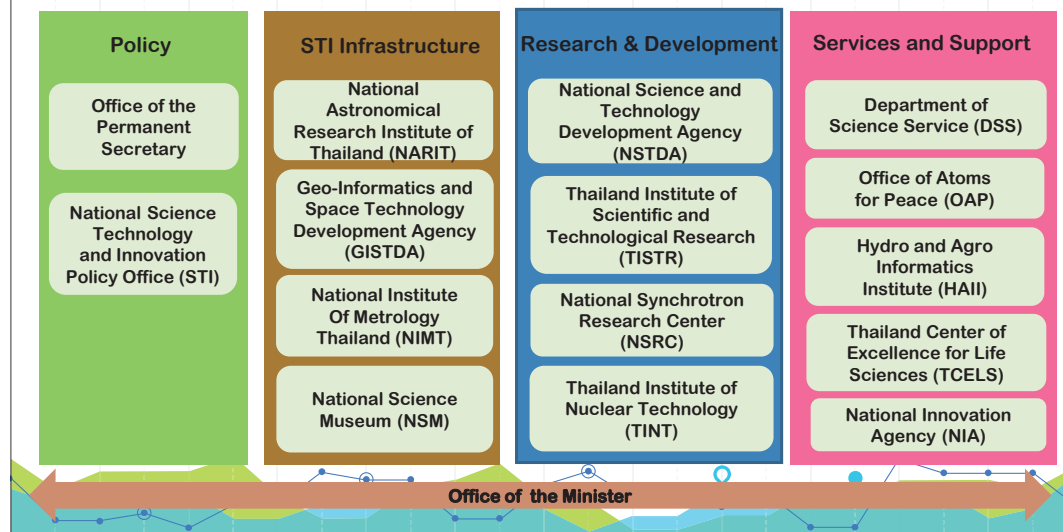 Policy
Office of the
Permanent
Secretary
National Science
Technology
and Innovation
Policy Office (STI)
STI Infrastructure
National
Astronomical
Research Institute of
Thailand (NARIT)
Geo-Informatics and
Space Technology
Development Agency
(GISTDA)
National Institute
Of Metrology
Thailand (NIMT)
National Science
Museum (NSM)
Research & Development
National Science and
Technology
Development Agency
(NSTDA)
Thailand Institute of
Scientific and
Technological Research
(TISTR)
National Synchrotron
Research Center
(NSRC)
Thailand Institute of
Nuclear Technology
(TINT)
Services and Support
Department of
Science Service (DSS)
Office of Atoms
for Peace (OAP)
Hydro and Agro
Informatics
Institute (HAII)
Thailand Center of
Excellence for Life
Sciences (TCELS)
National Innovation
Agency (NIA)
Office of the Minister